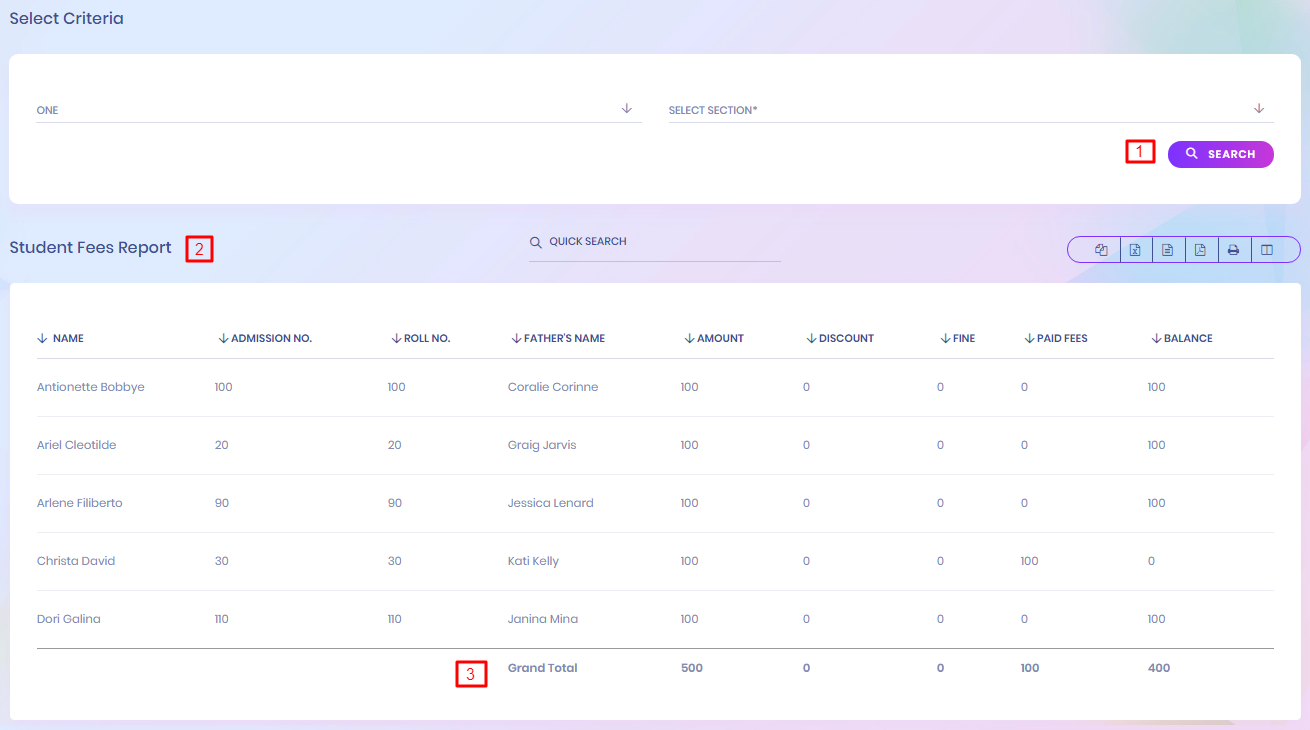 Select Criteria
ONE SELECT SECTION*
1 SEARCH
Student Fees Report 2 QUICK SEARCH
NAME ADMISSION NO. ROLL NO. FATHER'S NAME AMOUNT DISCOUNT FINE PAID FEES BALANCE
Antionette Bobbye 100 100 Coralie Corinne 100 0 0 0 100
Ariel Cleotilde 20 20 Graig Jarvis 100 0 0 0 100
Arlene Filiberto 90 90 Jessica Lenard 100 0 0 0 100
Christa David 30 30 Kati Kelly 100 0 0 100 0
Dori Galina 110 110 Janina Mina 100 0 0 0 100
3 Grand Total 500 0 0 100 400